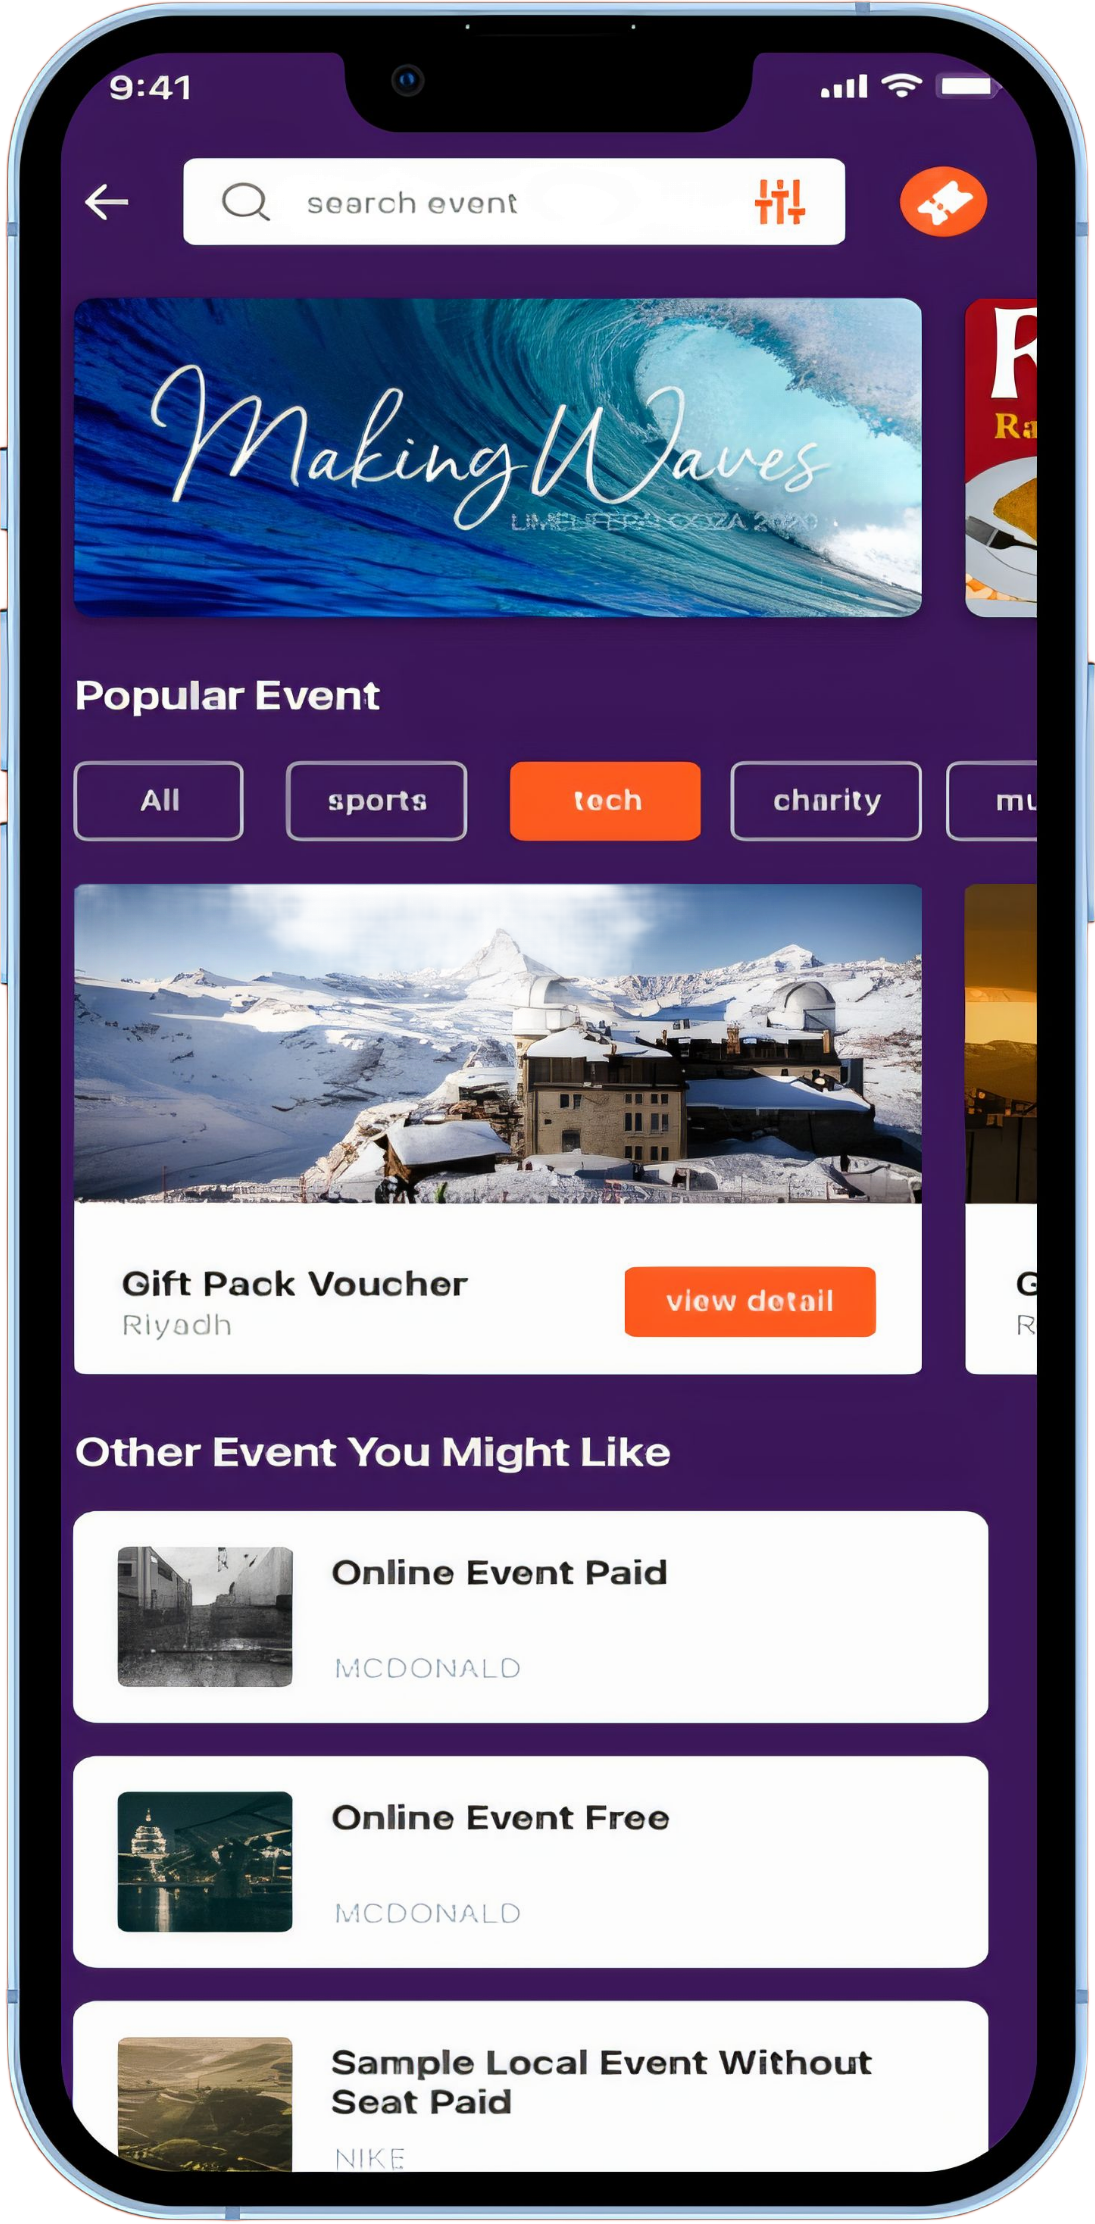 9:41
search event
Making Waves
LIMELIFEPALOOZA 2020
R
Ra
Popular Event
All
sports
tech
charity
mu
Gift Pack Voucher
Riyadh
view detail
G
R
Other Event You Might Like
Online Event Paid
MCDONALD
Online Event Free
MCDONALD
Sample Local Event Without
Seat Paid
NIKE